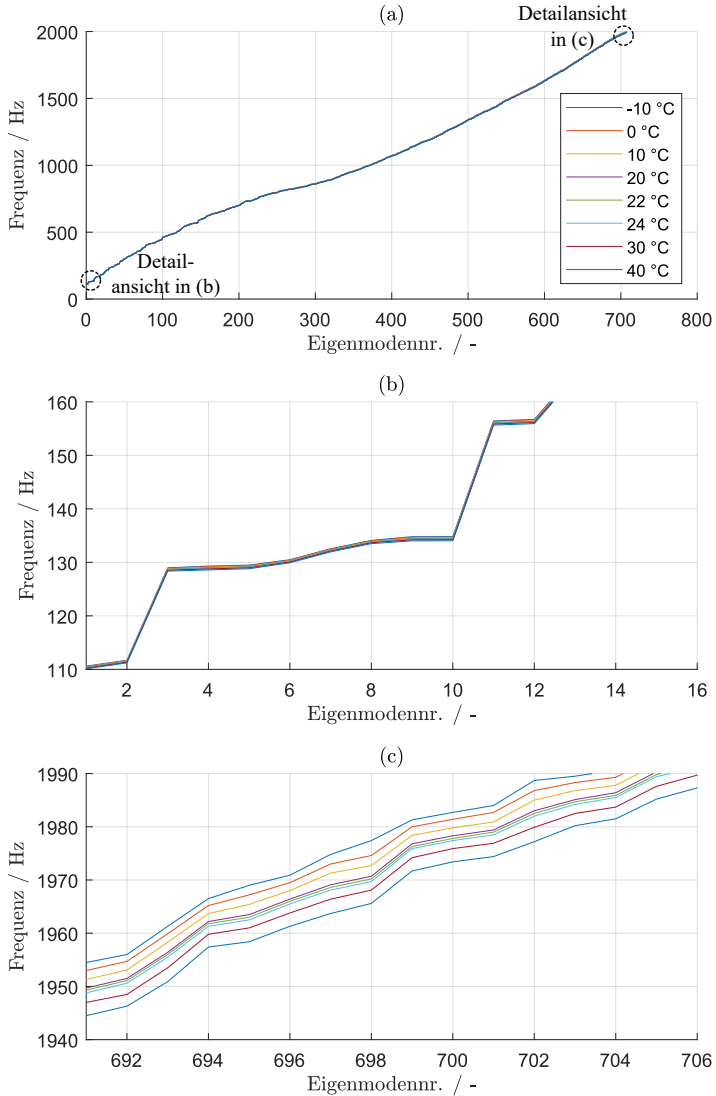 (a)
Detailansicht
in (c)
2000
1500
1000
500
0
Frequenz / Hz
-10 °C
0 °C
10 °C
20 °C
22 °C
24 °C
30 °C
40 °C
Detail-
ansicht in (b)
0 100 200 300 400 500 600 700 800
Eigenmodennr. / -
(b)
160
150
140
130
120
110
Frequenz / Hz
2 4 6 8 10 12 14 16
Eigenmodennr. / -
(c)
1990
1980
1970
1960
1950
1940
Frequenz / Hz
692 694 696 698 700 702 704 706
Eigenmodennr. / -